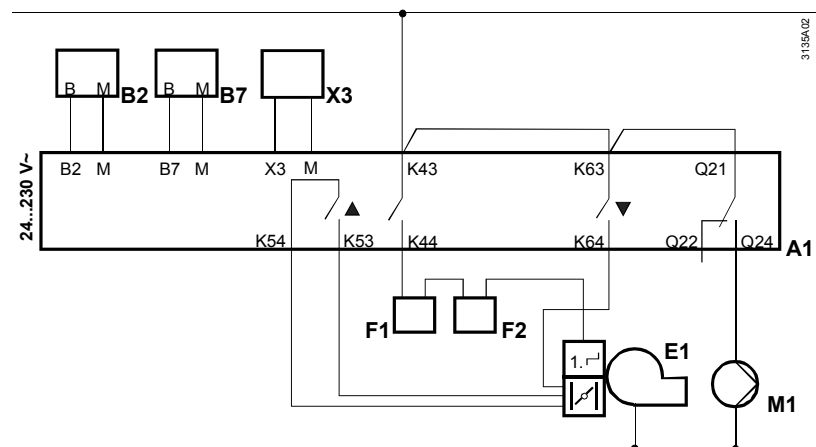 3135A02
B M B2 B M B7 X3
24...230 V~
B2 M B7 M X3 M K43 K63 Q21
K54 K53 K44 K64 Q22 Q24 A1
F1 F2
E1
1.
M1